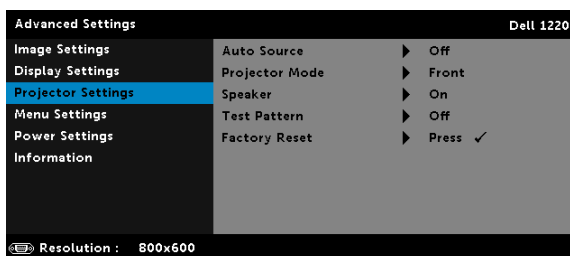 Advanced Settings Dell 1220
Image Settings
Display Settings
Projector Settings
Menu Settings
Power Settings
Information
Auto Source Off
Projector Mode Front
Speaker On
Test Pattern Off
Factory Reset Press ✓
Resolution : 800x600